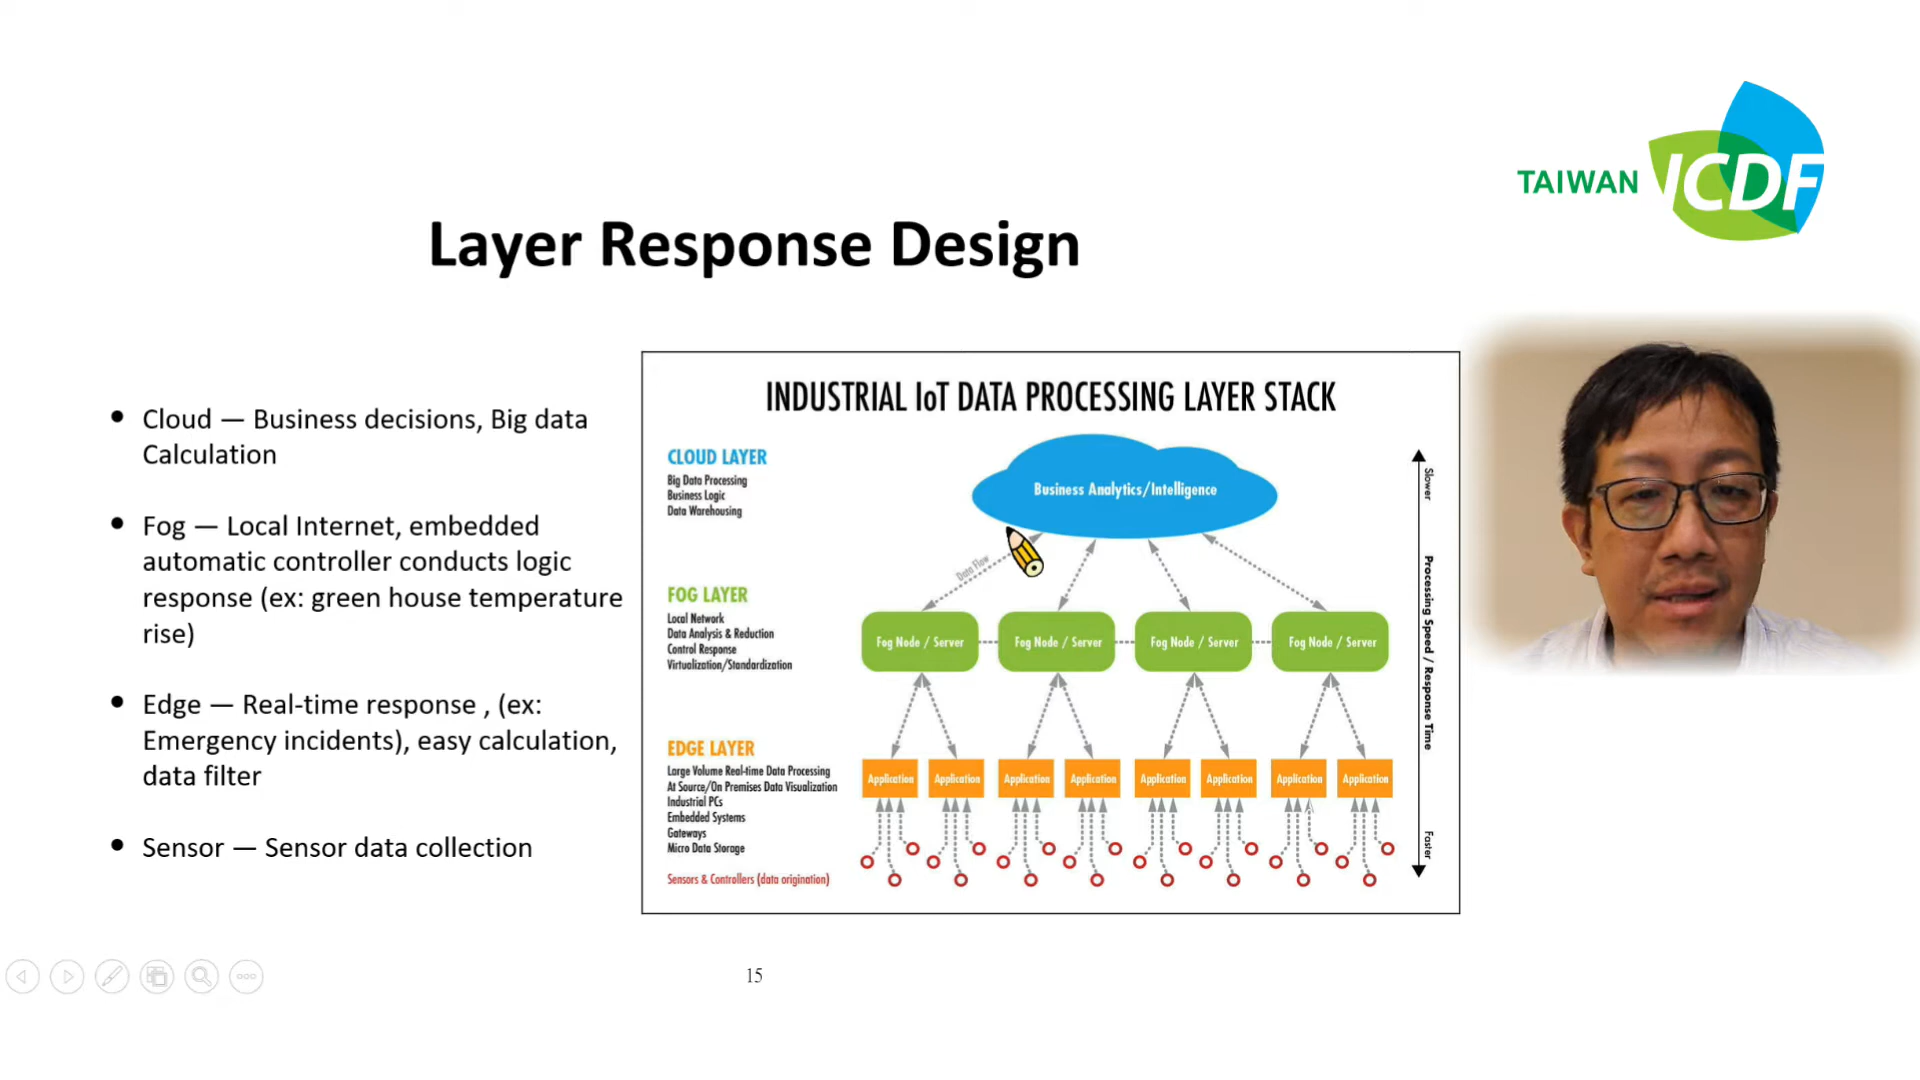 TAIWAN ICDF
Layer Response Design
• Cloud — Business decisions, Big data
Calculation
• Fog — Local Internet, embedded
automatic controller conducts logic
response (ex: green house temperature
rise)
• Edge — Real-time response , (ex:
Emergency incidents), easy calculation,
data filter
• Sensor — Sensor data collection
INDUSTRIAL IoT DATA PROCESSING LAYER STACK
CLOUD LAYER
Big Data Processing
Business Logic
Data Warehousing
Business Analytics/Intelligence
Data Flow
FOG LAYER
Local Network
Data Analysis & Reduction
Control Response
Virtualization/Standardization
Fog Node / Server
Fog Node / Server
Fog Node / Server
Fog Node / Server
EDGE LAYER
Large Volume Real-time Data Processing
At Source/On Premises Data Visualization
Industrial PCs
Embedded Systems
Gateways
Micro Data Storage
Application
Application
Application
Application
Application
Application
Application
Application
Sensors & Controllers (data origination)
Slower
Processing Speed / Response Time
Faster
15